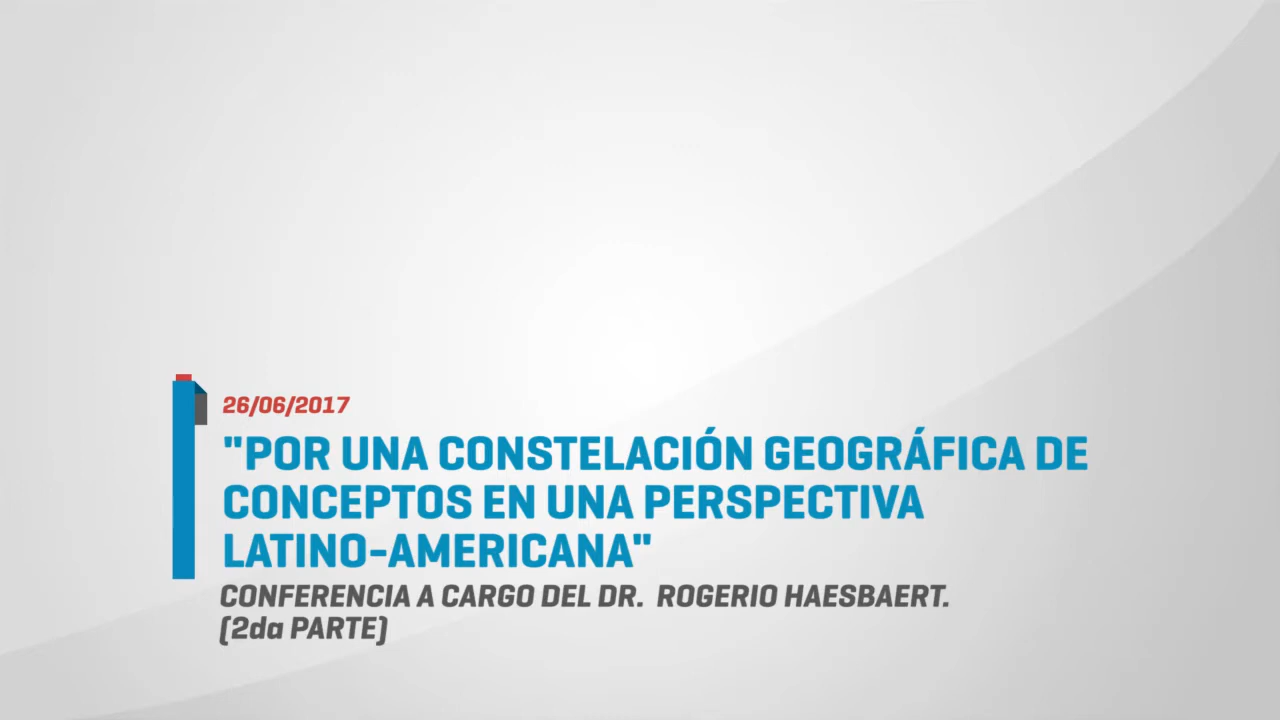 26/06/2017
"POR UNA CONSTELACIÓN GEOGRÁFICA DE
CONCEPTOS EN UNA PERSPECTIVA
LATINO-AMERICANA"
CONFERENCIA A CARGO DEL DR. ROGERIO HAESBAERT.
(2da PARTE)